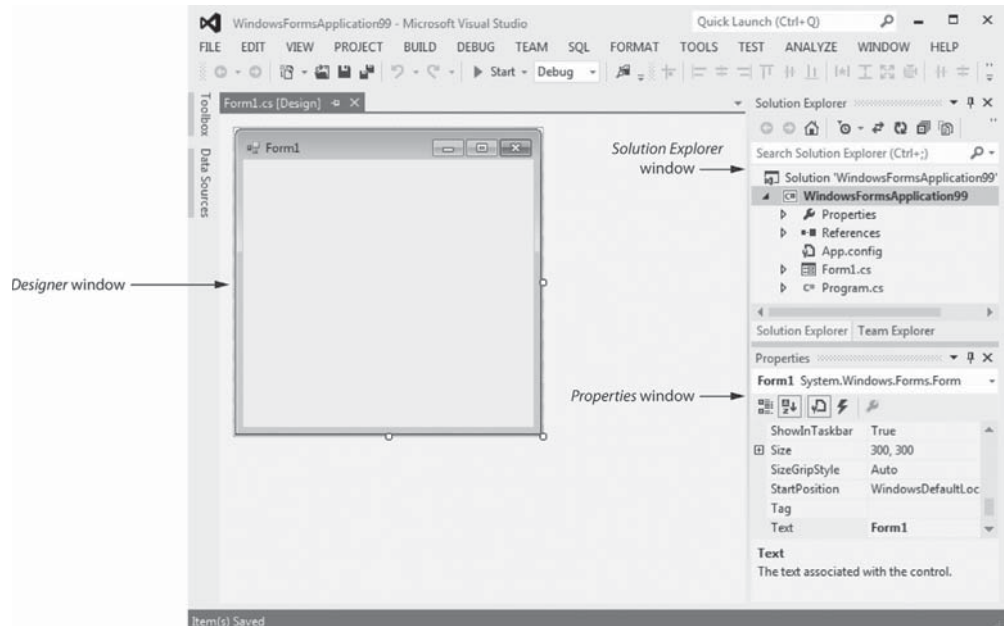 WindowsFormsApplication99 - Microsoft Visual Studio
Quick Launch (Ctrl+Q)
FILE EDIT VIEW PROJECT BUILD DEBUG TEAM SQL FORMAT TOOLS TEST ANALYZE WINDOW HELP
Start
Debug
Toolbox
Data Sources
Form1.cs [Design]
Form1
Designer window
Solution Explorer window
Properties window
Solution Explorer
Search Solution Explorer (Ctrl+;)
Solution 'WindowsFormsApplication99'
C# WindowsFormsApplication99
Properties
References
App.config
Form1.cs
C# Program.cs
Solution Explorer Team Explorer
Properties
Form1 System.Windows.Forms.Form
ShowInTaskbar True
Size 300, 300
SizeGripStyle Auto
StartPosition WindowsDefaultLoc
Tag
Text Form1
Text
The text associated with the control.
Item(s) Saved